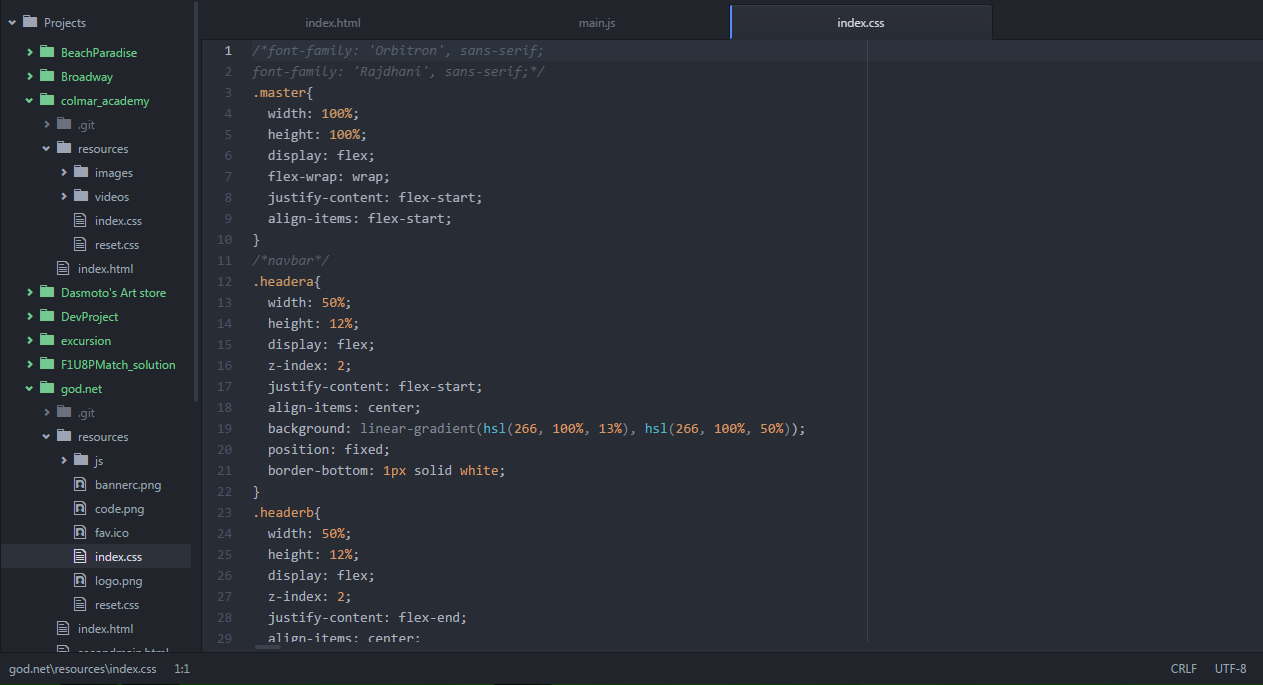 Projects
BeachParadise
Broadway
colmar_academy
.git
resources
images
videos
index.css
reset.css
index.html
Dasmoto's Art store
DevProject
excursion
F1U8PMatch_solution
god.net
.git
resources
js
bannerc.png
code.png
fav.ico
index.css
logo.png
reset.css
index.html
secondmain.html
index.html
main.js
index.css
1 /*font-family: 'Orbitron', sans-serif;
2 font-family: 'Rajdhani', sans-serif;*/
3 .master{
4 width: 100%;
5 height: 100%;
6 display: flex;
7 flex-wrap: wrap;
8 justify-content: flex-start;
9 align-items: flex-start;
10 }
11 /*navbar*/
12 .headera{
13 width: 50%;
14 height: 12%;
15 display: flex;
16 z-index: 2;
17 justify-content: flex-start;
18 align-items: center;
19 background: linear-gradient(hsl(266, 100%, 13%), hsl(266, 100%, 50%));
20 position: fixed;
21 border-bottom: 1px solid white;
22 }
23 .headerb{
24 width: 50%;
25 height: 12%;
26 display: flex;
27 z-index: 2;
28 justify-content: flex-end;
29 align-items: center;
god.net\resources\index.css 1:1
CRLF UTF-8